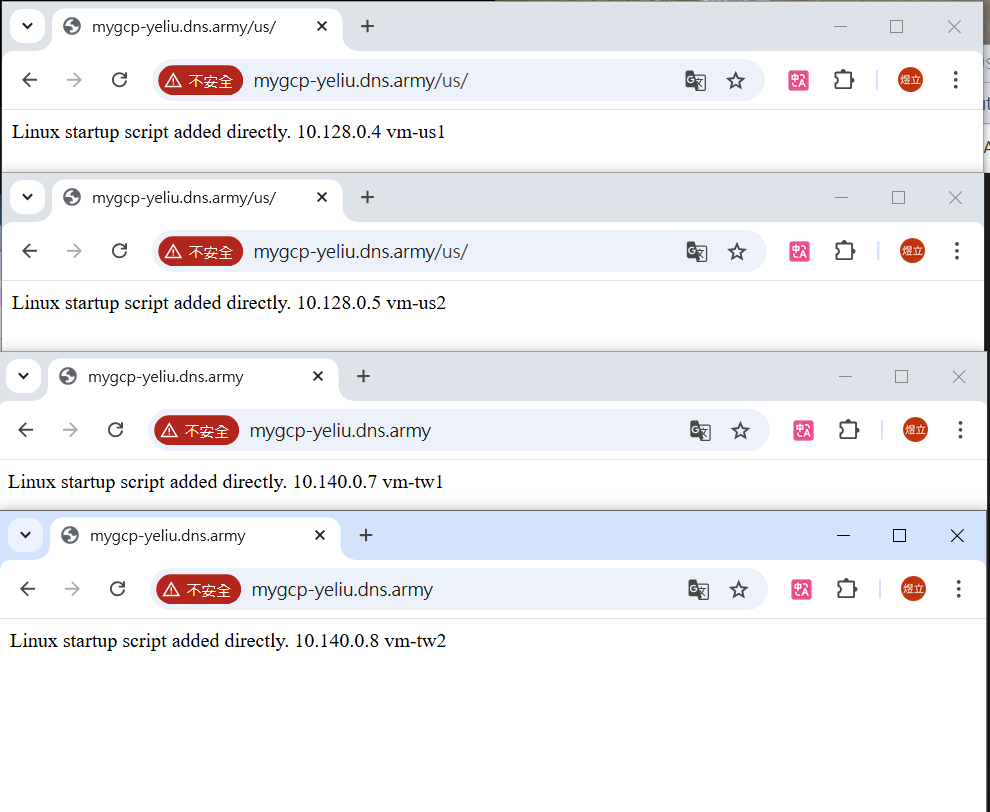 mygcp-yeliu.dns.army/us/
不安全 mygcp-yeliu.dns.army/us/ 煜立
Linux startup script added directly. 10.128.0.4 vm-us1
mygcp-yeliu.dns.army/us/
不安全 mygcp-yeliu.dns.army/us/ 煜立
Linux startup script added directly. 10.128.0.5 vm-us2
mygcp-yeliu.dns.army
不安全 mygcp-yeliu.dns.army 煜立
Linux startup script added directly. 10.140.0.7 vm-tw1
mygcp-yeliu.dns.army
不安全 mygcp-yeliu.dns.army 煜立
Linux startup script added directly. 10.140.0.8 vm-tw2